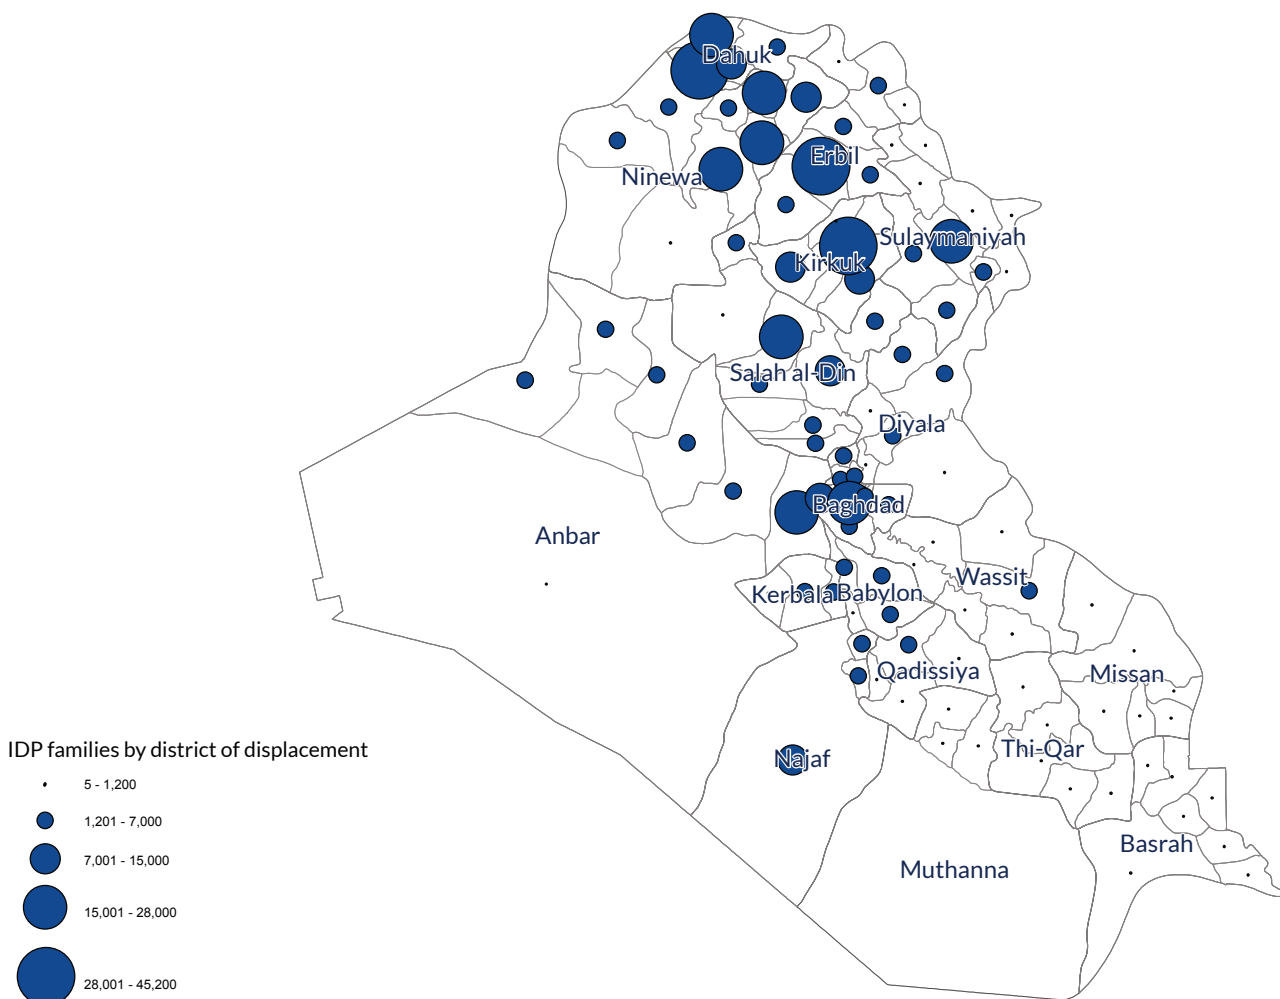 Dahuk
Erbil
Ninewa
Sulaymaniyah
Kirkuk
Salah al-Din
Diyala
Baghdad
Anbar
Wassit
Kerbala
Babylon
Qadissiya
Missan
Thi-Qar
Najaf
Basrah
Muthanna
IDP families by district of displacement
5 - 1,200
1,201 - 7,000
7,001 - 15,000
15,001 - 28,000
28,001 - 45,200